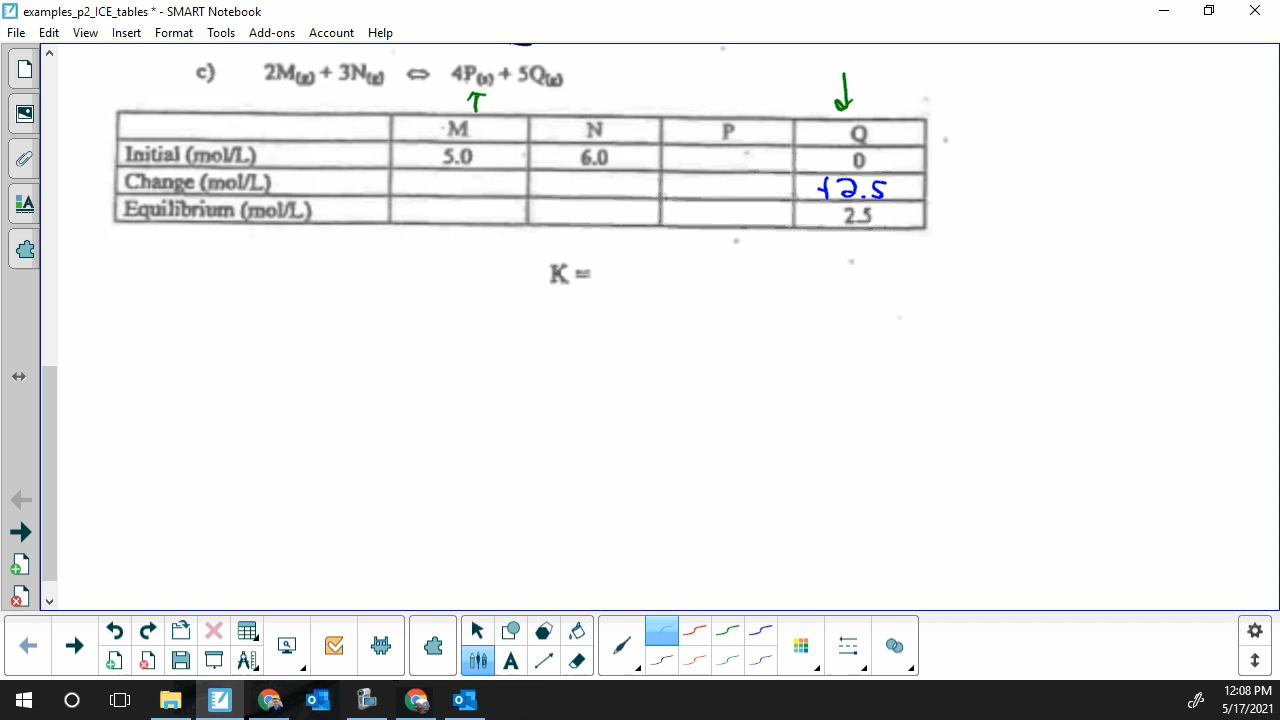 examples_p2_ICE_tables * - SMART Notebook
File Edit View Insert Format Tools Add-ons Account Help
c) 2M(g) + 3N(g) ⇔ 4P(s) + 5Q(g)
M N P Q
Initial (mol/L) 5.0 6.0 0
Change (mol/L) +2.5
Equilibrium (mol/L) 2.5
K =
12:08 PM
5/17/2021